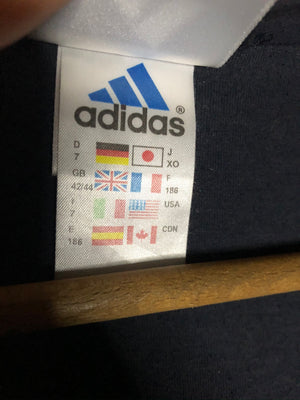 adidas ®
D J
7 XO
GB F
42/44 186
I USA
7
E CDN
186